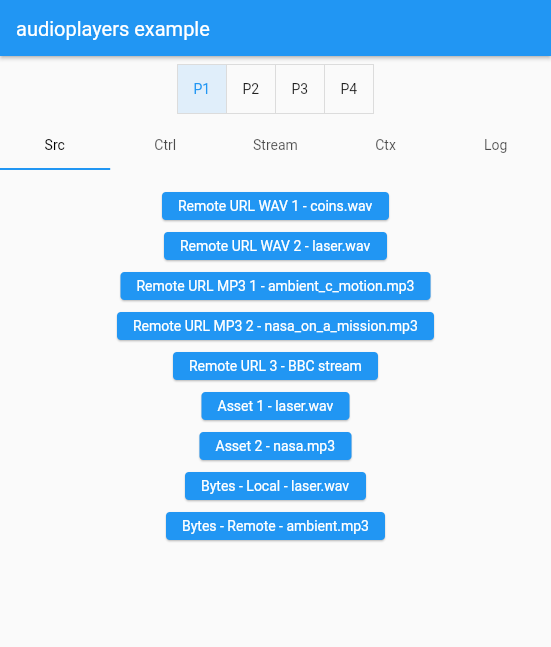 audioplayers example
P1 P2 P3 P4
Src Ctrl Stream Ctx Log
Remote URL WAV 1 - coins.wav
Remote URL WAV 2 - laser.wav
Remote URL MP3 1 - ambient_c_motion.mp3
Remote URL MP3 2 - nasa_on_a_mission.mp3
Remote URL 3 - BBC stream
Asset 1 - laser.wav
Asset 2 - nasa.mp3
Bytes - Local - laser.wav
Bytes - Remote - ambient.mp3